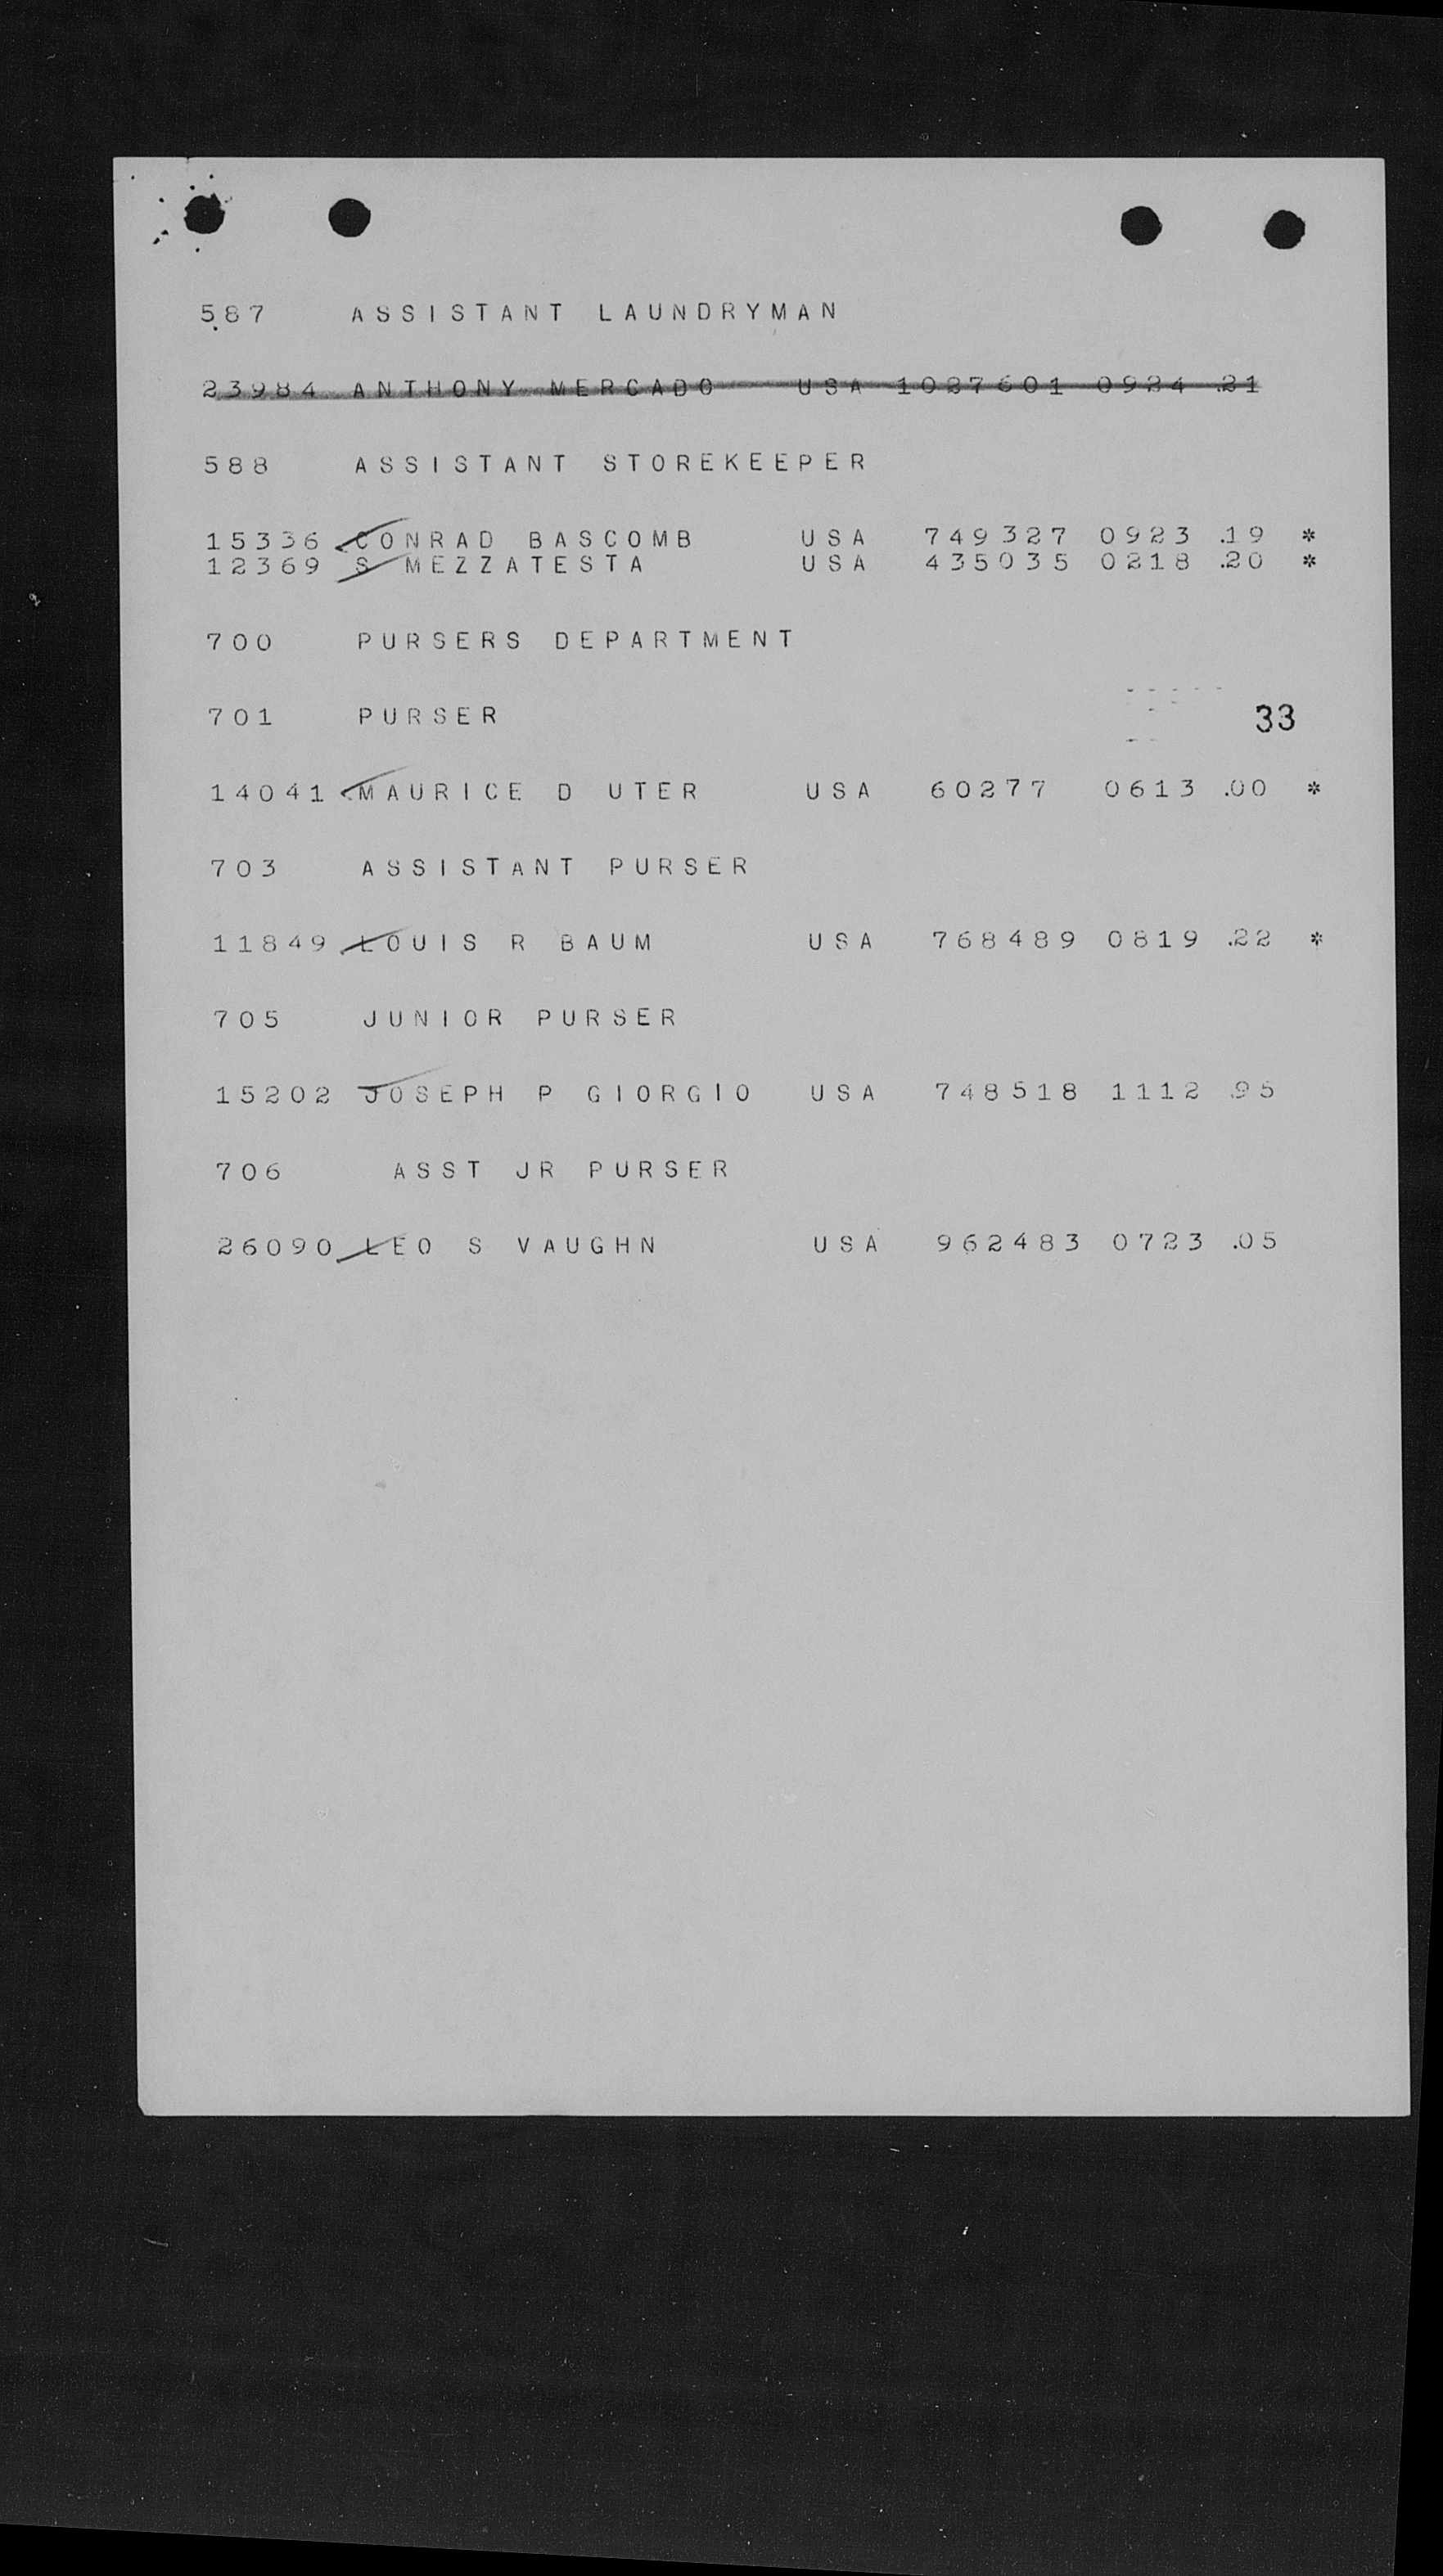 587 ASSISTANT LAUNDRYMAN
23984 ANTHONY MERCADO USA 1027601 0924 .21
588 ASSISTANT STOREKEEPER
15336 CONRAD BASCOMB USA 749327 0923 .19 *
12369 S MEZZATESTA USA 435035 0218 .20 *
700 PURSERS DEPARTMENT
701 PURSER 33
14041 MAURICE D UTER USA 60277 0613 .00 *
703 ASSISTANT PURSER
11849 LOUIS R BAUM USA 768489 0819 .22 *
705 JUNIOR PURSER
15202 JOSEPH P GIORGIO USA 748518 1112 .95
706 ASST JR PURSER
26090 LEO S VAUGHN USA 962483 0723 .05